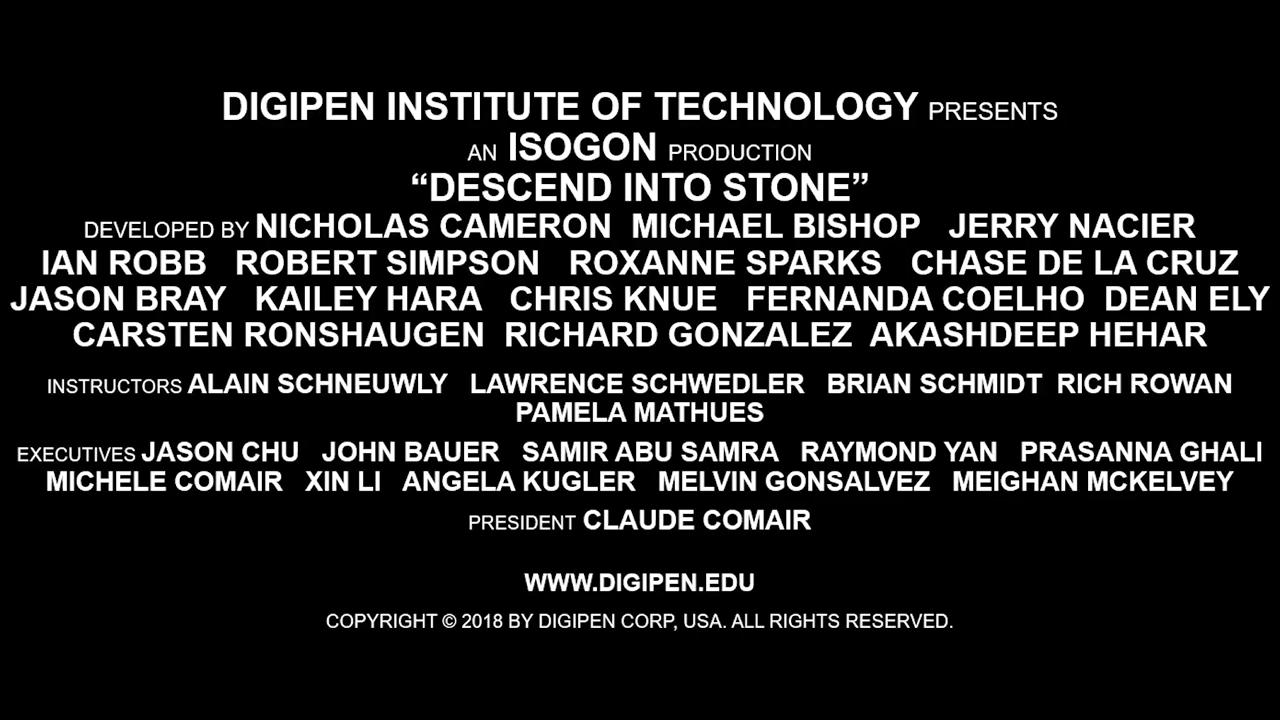 DIGIPEN INSTITUTE OF TECHNOLOGY PRESENTS
AN ISOGON PRODUCTION
“DESCEND INTO STONE”
DEVELOPED BY NICHOLAS CAMERON MICHAEL BISHOP JERRY NACIER
IAN ROBB ROBERT SIMPSON ROXANNE SPARKS CHASE DE LA CRUZ
JASON BRAY KAILEY HARA CHRIS KNUE FERNANDA COELHO DEAN ELY
CARSTEN RONSHAUGEN RICHARD GONZALEZ AKASHDEEP HEHAR
INSTRUCTORS ALAIN SCHNEUWLY LAWRENCE SCHWEDLER BRIAN SCHMIDT RICH ROWAN
PAMELA MATHUES
EXECUTIVES JASON CHU JOHN BAUER SAMIR ABU SAMRA RAYMOND YAN PRASANNA GHALI
MICHELE COMAIR XIN LI ANGELA KUGLER MELVIN GONSALVEZ MEIGHAN MCKELVEY
PRESIDENT CLAUDE COMAIR
WWW.DIGIPEN.EDU
COPYRIGHT © 2018 BY DIGIPEN CORP, USA. ALL RIGHTS RESERVED.